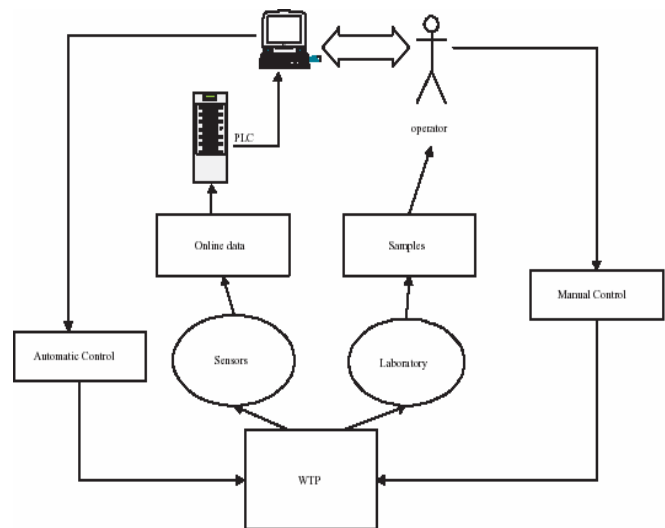 PLC
operator
Online data
Samples
Manual Control
Automatic Control
Sensors
Laboratory
WTP